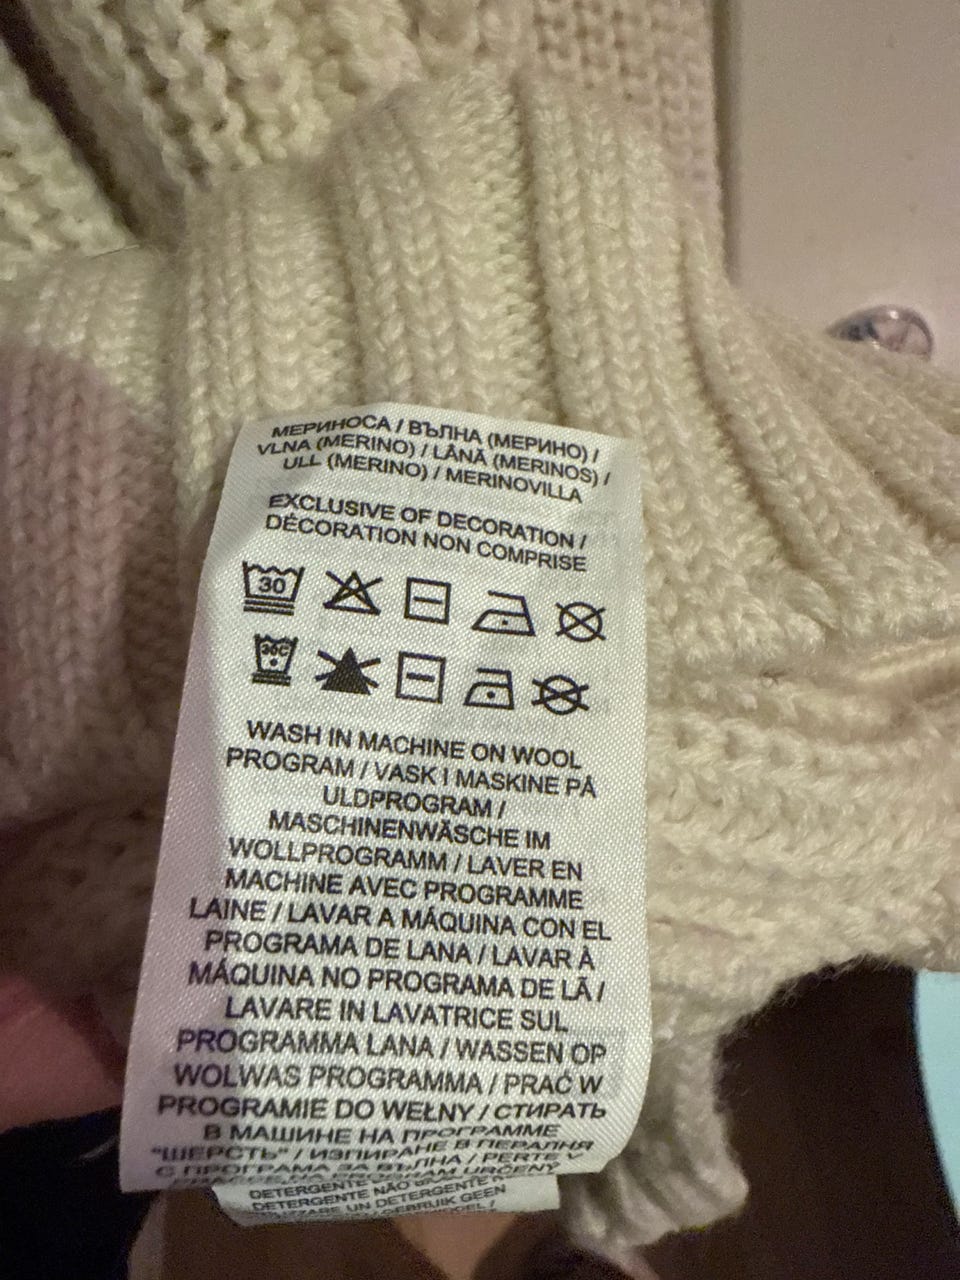 МЕРИНОСА / ВЪЛНА (МЕРИНО) /
VLNA (MERINO) / LÂNĂ (MERINOS) /
ULL (MERINO) / MERINOVILLA
EXCLUSIVE OF DECORATION /
DÉCORATION NON COMPRISE
30
30C
WASH IN MACHINE ON WOOL
PROGRAM / VASK I MASKINE PÅ
ULDPROGRAM /
MASCHINENWÄSCHE IM
WOLLPROGRAMM / LAVER EN
MACHINE AVEC PROGRAMME
LAINE / LAVAR A MÁQUINA CON EL
PROGRAMA DE LANA / LAVAR À
MÁQUINA NO PROGRAMA DE LÃ /
LAVARE IN LAVATRICE SUL
PROGRAMMA LANA / WASSEN OP
WOLWAS PROGRAMMA / PRAĆ W
PROGRAMIE DO WEŁNY / СТИРАТЬ
В МАШИНЕ НА ПРОГРАММЕ
"ШЕРСТЬ" / ИЗПИРАНЕ В ПЕРАЛНЯ
С ПРОГРАМА ЗА ВЪЛНА / PERTE V
PROGRAM URČENÝ
DETERGENTE
DETERGENTE NÃO
UN DETERGENTE
GEBRUIK GEEN